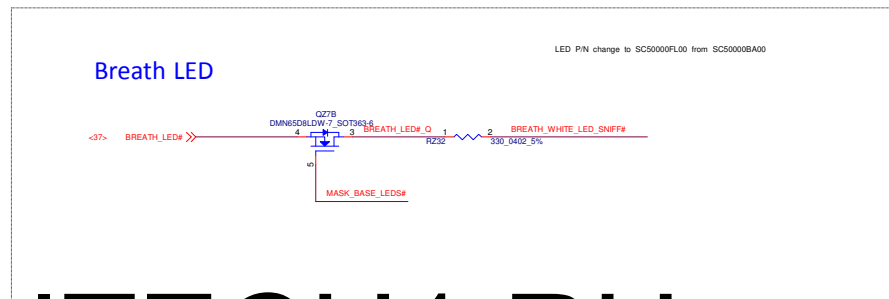 LED P/N change to SC50000FL00 from SC50000BA00
Breath LED
QZ7B
DMN65D8LDW-7_SOT363-6
<37> BREATH_LED# 4 3 BREATH_LED#_Q 1 2 BREATH_WHITE_LED_SNIFF#
RZ32 330_0402_5%
5
MASK_BASE_LEDS#